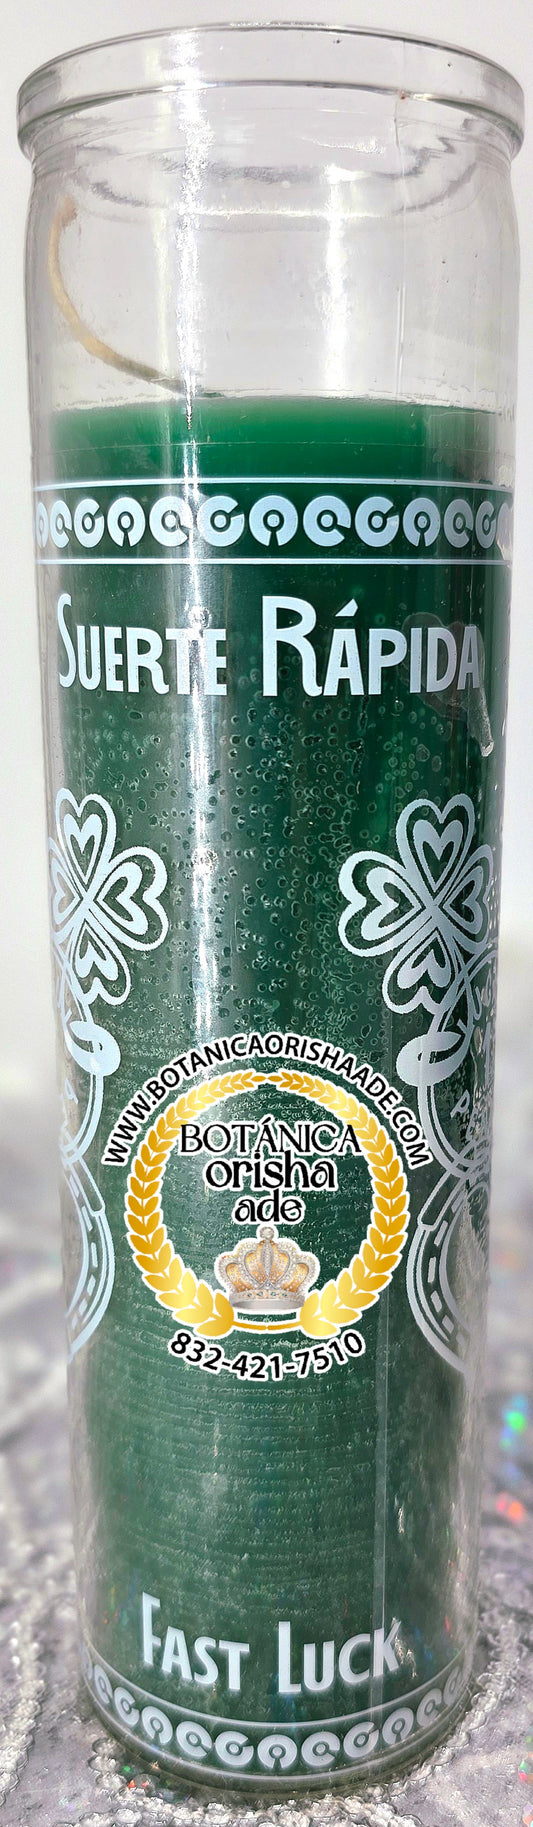 SUERTE RÁPIDA
WWW.BOTANICAORISHAADE.COM
BOTÁNICA
orisha
ade
832-421-7510
FAST LUCK